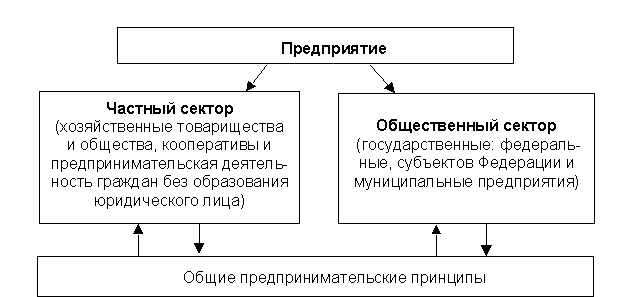 Предприятие
Частный сектор
(хозяйственные товарищества
и общества, кооперативы и
предпринимательская деятель-
ность граждан без образования
юридического лица)
Общественный сектор
(государственные: федераль-
ные, субъектов Федерации и
муниципальные предприятия)
Общие предпринимательские принципы